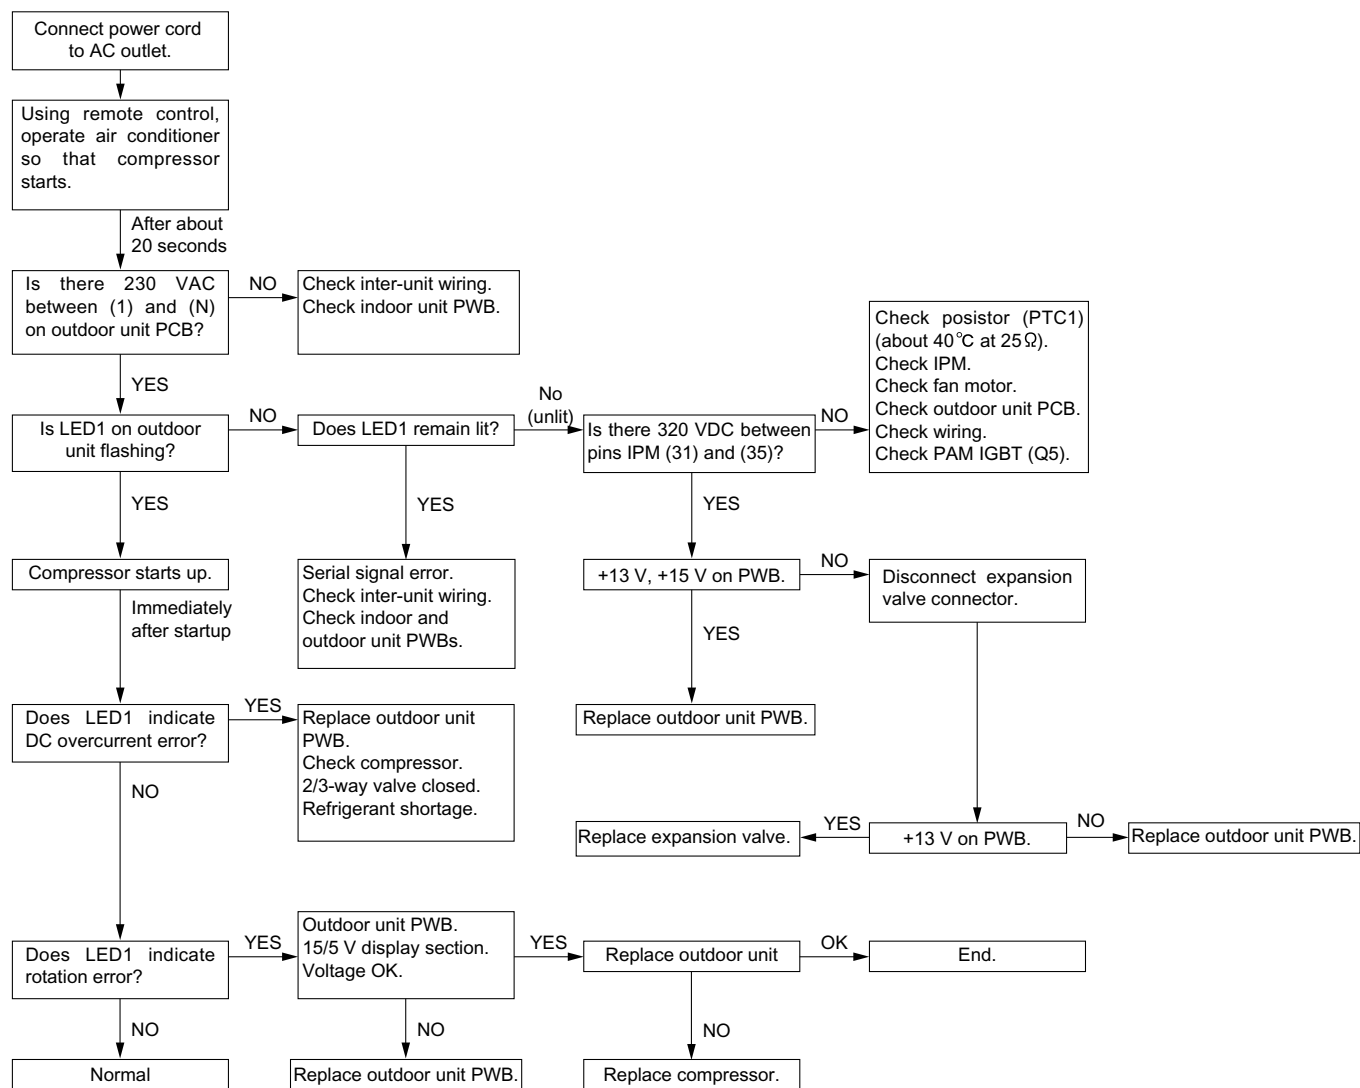 Connect power cord
to AC outlet.
Using remote control,
operate air conditioner
so that compressor
starts.
After about
20 seconds
Is there 230 VAC
between (1) and (N)
on outdoor unit PCB?
NO
Check inter-unit wiring.
Check indoor unit PWB.
YES
Is LED1 on outdoor
unit flashing?
NO
Does LED1 remain lit?
No
(unlit)
Is there 320 VDC between
pins IPM (31) and (35)?
NO
Check posistor (PTC1)
(about 40°C at 25Ω).
Check IPM.
Check fan motor.
Check outdoor unit PCB.
Check wiring.
Check PAM IGBT (Q5).
YES
YES
YES
Compressor starts up.
Serial signal error.
Check inter-unit wiring.
Check indoor and
outdoor unit PWBs.
+13 V, +15 V on PWB.
NO
Disconnect expansion
valve connector.
Immediately
after startup
YES
Does LED1 indicate
DC overcurrent error?
YES
Replace outdoor unit
PWB.
Check compressor.
2/3-way valve closed.
Refrigerant shortage.
Replace outdoor unit PWB.
NO
Replace expansion valve.
YES
+13 V on PWB.
NO
Replace outdoor unit PWB.
Does LED1 indicate
rotation error?
YES
Outdoor unit PWB.
15/5 V display section.
Voltage OK.
YES
Replace outdoor unit
OK
End.
NO
NO
NO
Normal
Replace outdoor unit PWB.
Replace compressor.